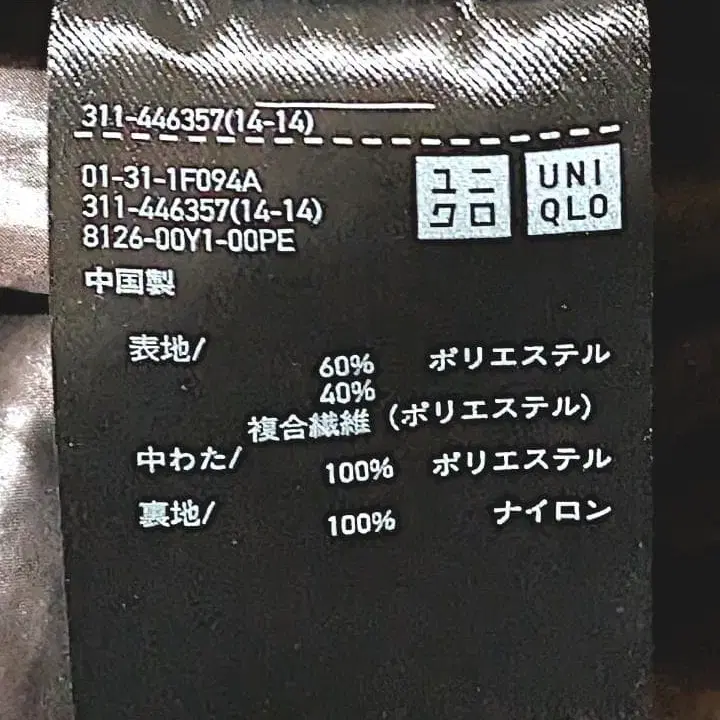 311-446357(14-14)
01-31-1F094A
311-446357(14-14)
8126-00Y1-00PE
中国製
ユニ
クロ
UNI
QLO
表地/
60% ポリエステル
40%
複合繊維(ポリエステル)
中わた/ 100% ポリエステル
裏地/ 100% ナイロン